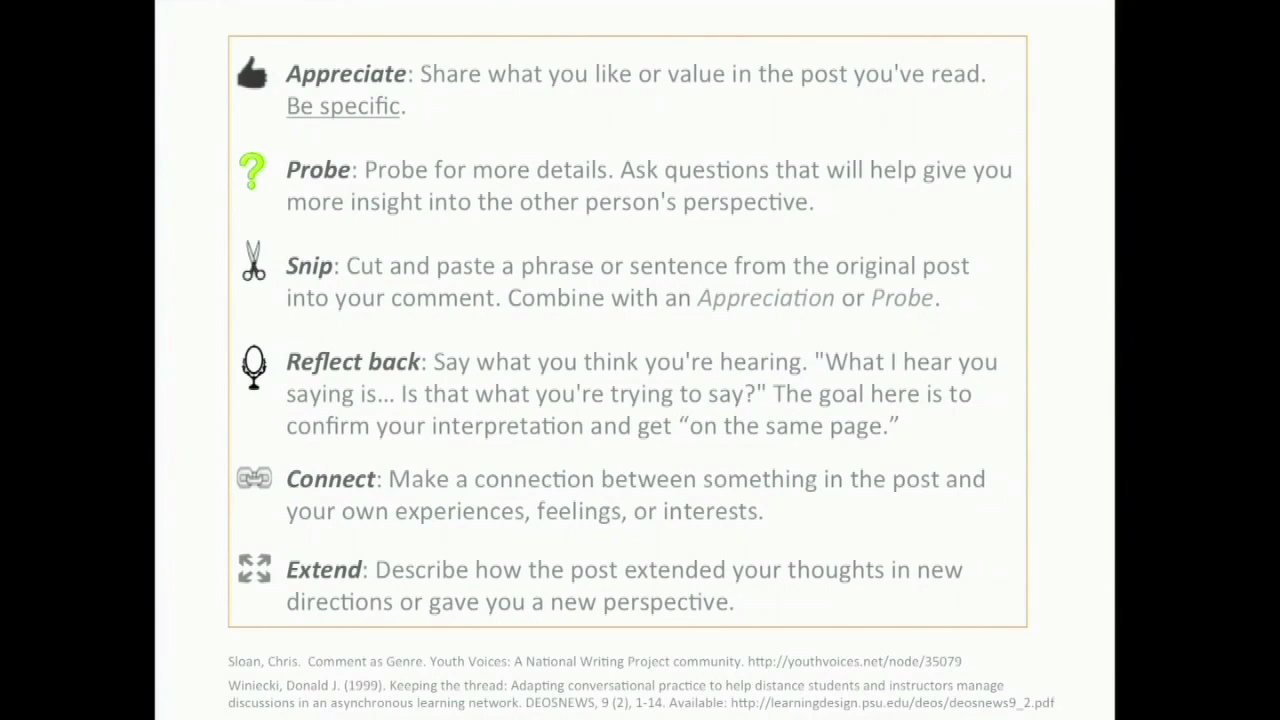 Appreciate: Share what you like or value in the post you've read.
Be specific.
Probe: Probe for more details. Ask questions that will help give you
more insight into the other person's perspective.
Snip: Cut and paste a phrase or sentence from the original post
into your comment. Combine with an Appreciation or Probe.
Reflect back: Say what you think you're hearing. "What I hear you
saying is... Is that what you're trying to say?" The goal here is to
confirm your interpretation and get “on the same page.”
Connect: Make a connection between something in the post and
your own experiences, feelings, or interests.
Extend: Describe how the post extended your thoughts in new
directions or gave you a new perspective.
Sloan, Chris. Comment as Genre. Youth Voices: A National Writing Project community. http://youthvoices.net/node/35079
Winiecki, Donald J. (1999). Keeping the thread: Adapting conversational practice to help distance students and instructors manage
discussions in an asynchronous learning network. DEOSNEWS, 9 (2), 1-14. Available: http://learningdesign.psu.edu/deos/deosnews9_2.pdf